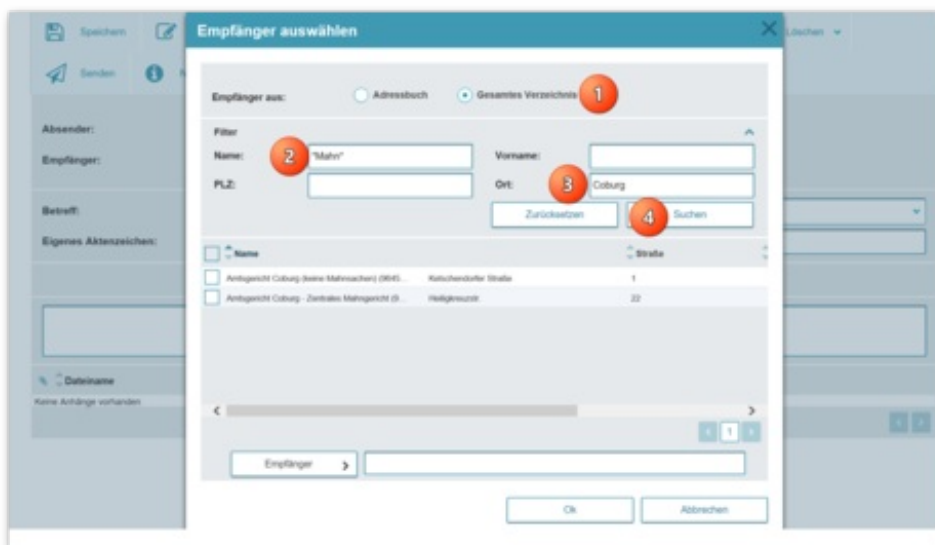 Speichern
Löschen
Senden
Absender:
Empfänger:
Betreff:
Eigenes Aktenzeichen:
Dateiname
Keine Anhänge vorhanden
Empfänger auswählen
Empfänger aus: Adressbuch Gesamtes Verzeichnis 1
Filter
Name: 2 "Mahn" Vorname:
PLZ: Ort: 3 Coburg
Zurücksetzen 4 Suchen
Name Straße
Amtsgericht Coburg (keine Mahnsachen) (9845... Ketschendorfer Straße 1
Amtsgericht Coburg - Zentrales Mahngericht (9... Heiligkreuzstr. 22
1
Empfänger
Ok Abbrechen